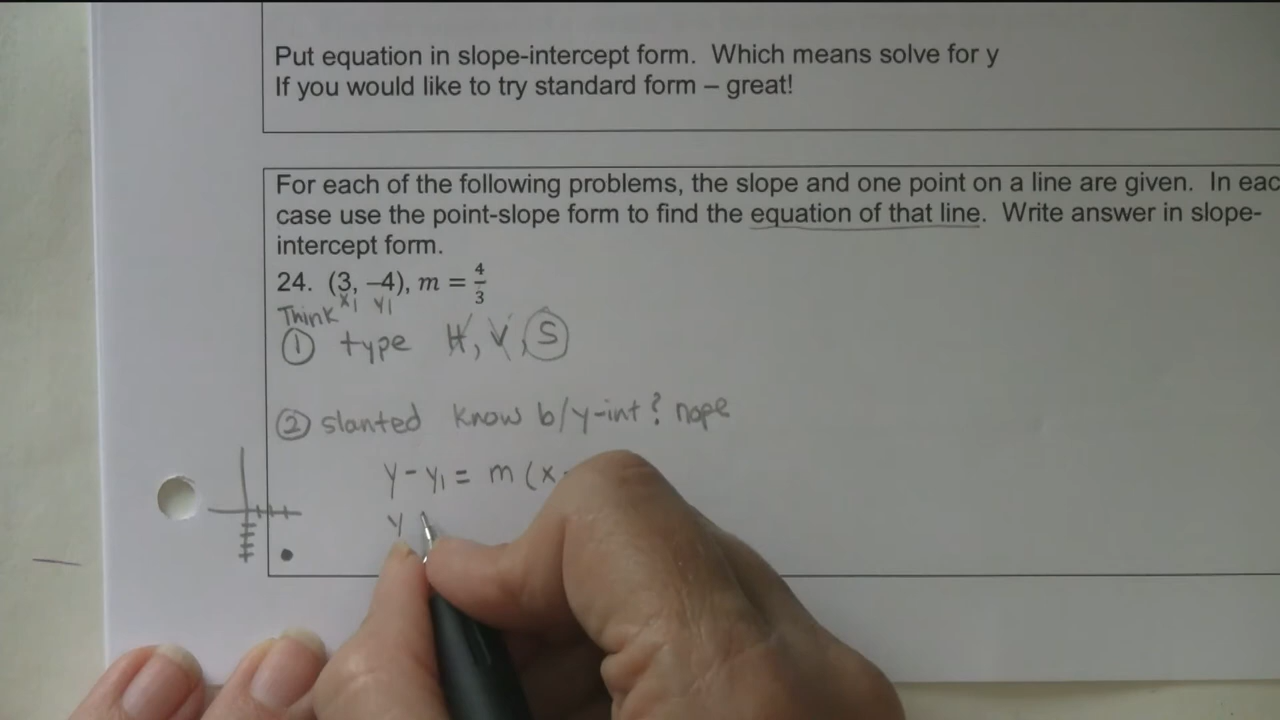 Put equation in slope-intercept form. Which means solve for y
If you would like to try standard form – great!
For each of the following problems, the slope and one point on a line are given. In eac
case use the point-slope form to find the equation of that line. Write answer in slope-
intercept form.
24. (3, –4), m = 4/3
Think x₁ y₁
① type H, V, S
② slanted know b/y-int? nope
y - y₁ = m (x -
y